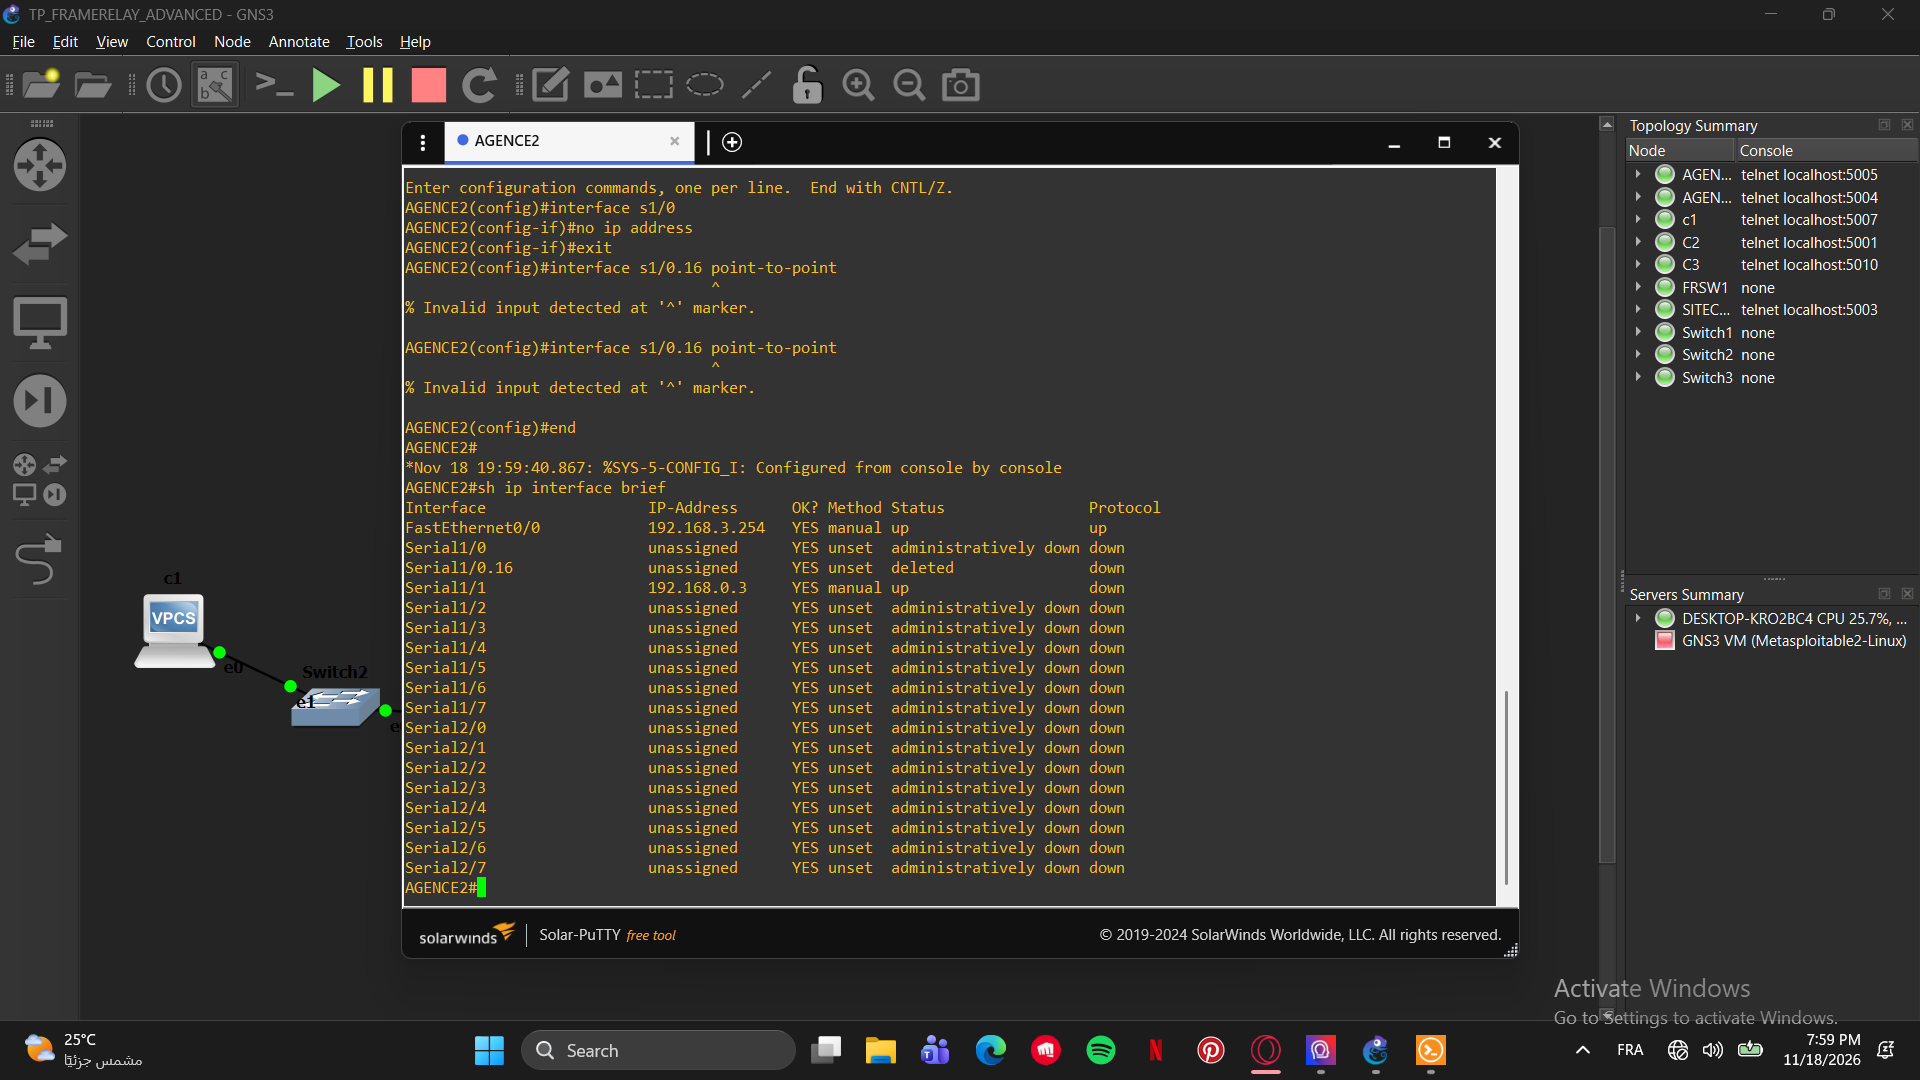 TP_FRAMERELAY_ADVANCED - GNS3
File Edit View Control Node Annotate Tools Help
AGENCE2
Enter configuration commands, one per line.  End with CNTL/Z.
AGENCE2(config)#interface s1/0
AGENCE2(config-if)#no ip address
AGENCE2(config-if)#exit
AGENCE2(config)#interface s1/0.16 point-to-point
^
% Invalid input detected at '^' marker.
AGENCE2(config)#interface s1/0.16 point-to-point
^
% Invalid input detected at '^' marker.
AGENCE2(config)#end
AGENCE2#
*Nov 18 19:59:40.867: %SYS-5-CONFIG_I: Configured from console by console
AGENCE2#sh ip interface brief
Interface IP-Address OK? Method Status Protocol
FastEthernet0/0 192.168.3.254 YES manual up up
Serial1/0 unassigned YES unset administratively down down
Serial1/0.16 unassigned YES unset deleted down
Serial1/1 192.168.0.3 YES manual up down
Serial1/2 unassigned YES unset administratively down down
Serial1/3 unassigned YES unset administratively down down
Serial1/4 unassigned YES unset administratively down down
Serial1/5 unassigned YES unset administratively down down
Serial1/6 unassigned YES unset administratively down down
Serial1/7 unassigned YES unset administratively down down
Serial2/0 unassigned YES unset administratively down down
Serial2/1 unassigned YES unset administratively down down
Serial2/2 unassigned YES unset administratively down down
Serial2/3 unassigned YES unset administratively down down
Serial2/4 unassigned YES unset administratively down down
Serial2/5 unassigned YES unset administratively down down
Serial2/6 unassigned YES unset administratively down down
Serial2/7 unassigned YES unset administratively down down
AGENCE2#
solarwinds Solar-PuTTY free tool © 2019-2024 SolarWinds Worldwide, LLC. All rights reserved.
c1
VPCS
e0
Switch2
e1
e
Topology Summary
Node Console
AGEN... telnet localhost:5005
AGEN... telnet localhost:5004
c1 telnet localhost:5007
C2 telnet localhost:5001
C3 telnet localhost:5010
FRSW1 none
SITEC... telnet localhost:5003
Switch1 none
Switch2 none
Switch3 none
Servers Summary
DESKTOP-KRO2BC4 CPU 25.7%, ...
GNS3 VM (Metasploitable2-Linux)
Activate Windows
Go to Settings to activate Windows.
25°C
مشمس جزئيًا
Search
FRA
7:59 PM
11/18/2026